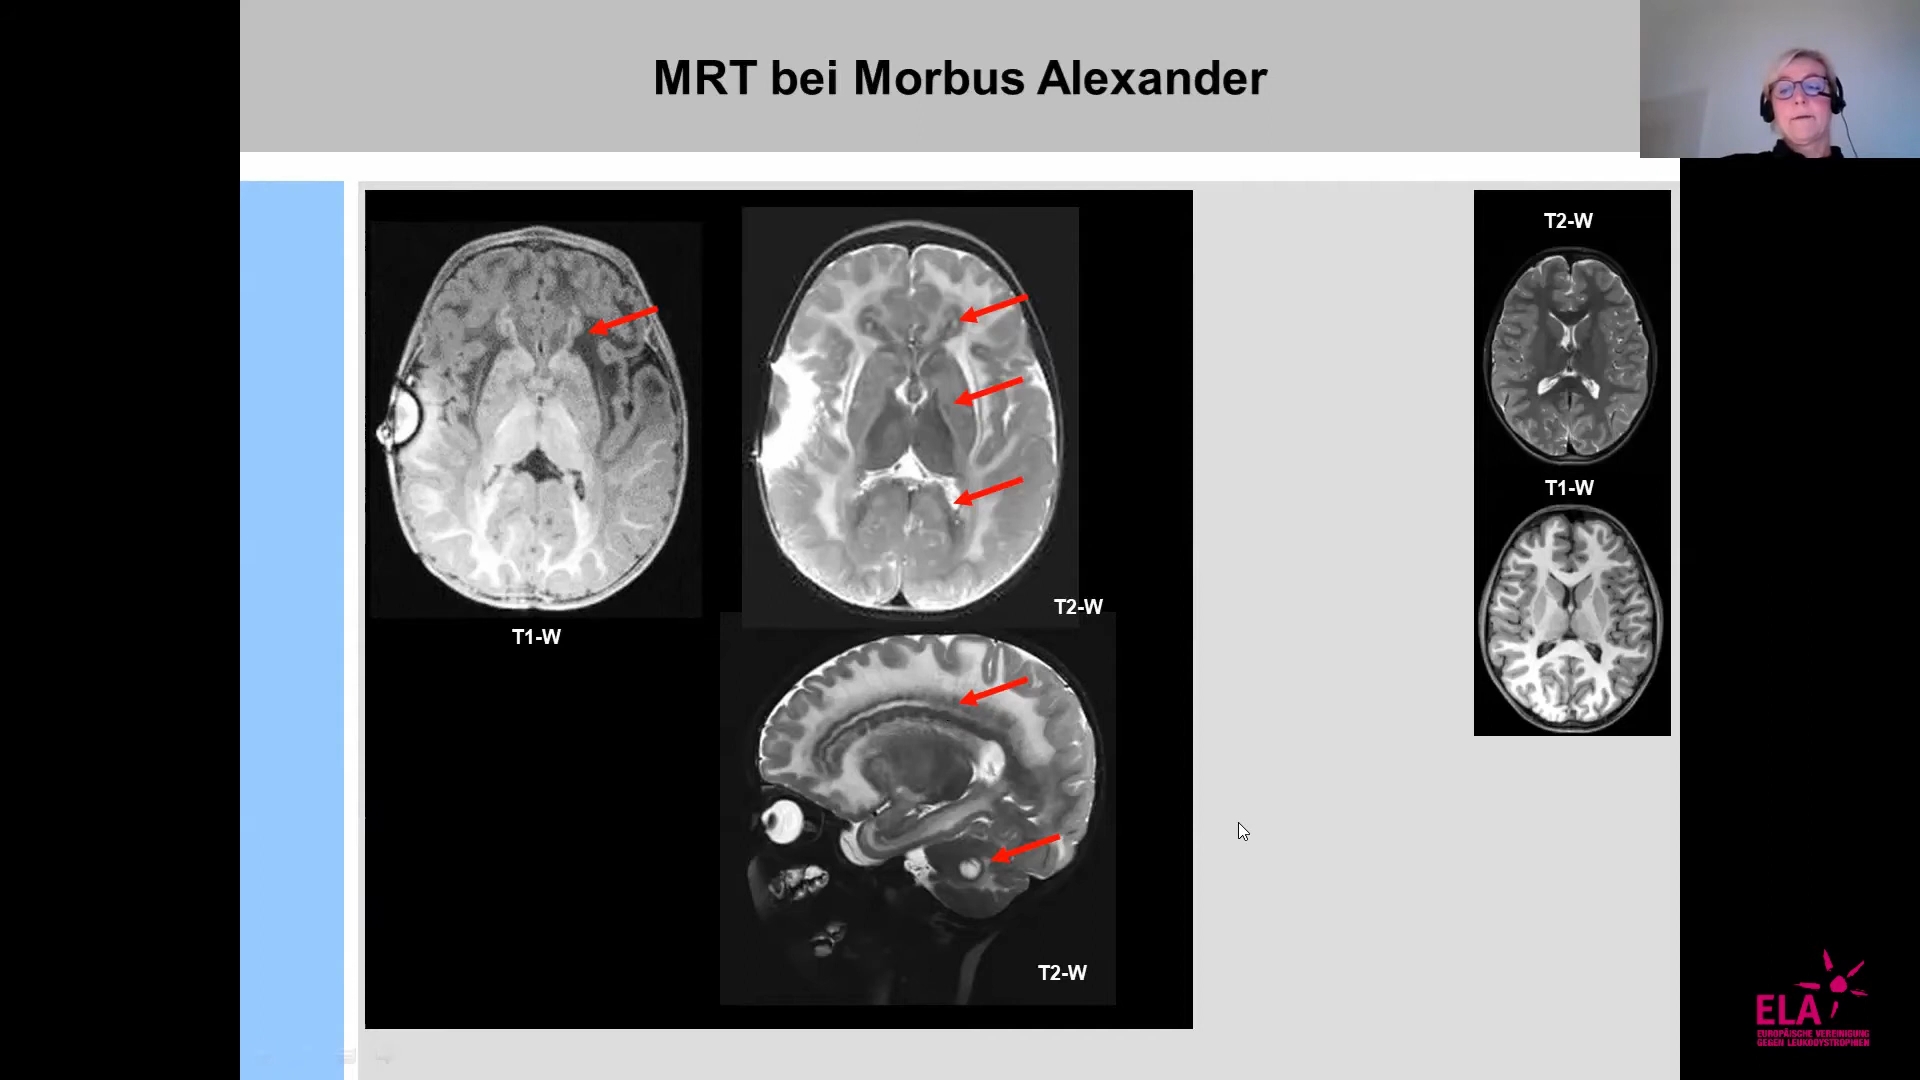 MRT bei Morbus Alexander
T1-W
T2-W
T2-W
T2-W
T1-W
ELA
EUROPÄISCHE VEREINIGUNG
GEGEN LEUKODYSTROPHIEN